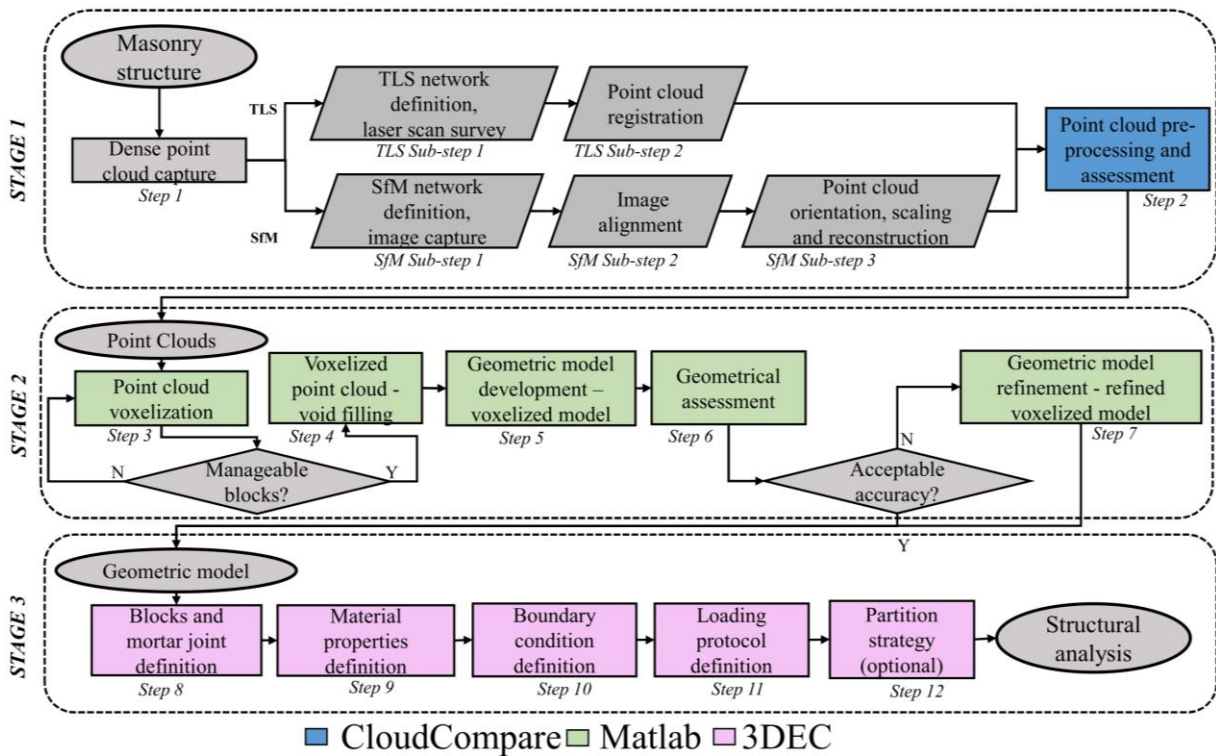 STAGE 1
Masonry
structure
Dense point
cloud capture
Step 1
TLS
TLS network
definition,
laser scan survey
TLS Sub-step 1
Point cloud
registration
TLS Sub-step 2
SfM
SfM network
definition,
image capture
SfM Sub-step 1
Image
alignment
SfM Sub-step 2
Point cloud
orientation, scaling
and reconstruction
SfM Sub-step 3
Point cloud pre-
processing and
assessment
Step 2
STAGE 2
Point Clouds
Point cloud
voxelization
Step 3
Manageable
blocks?
N
Y
Voxelized
point cloud -
void filling
Step 4
Geometric model
development –
voxelized model
Step 5
Geometrical
assessment
Step 6
Acceptable
accuracy?
N
Y
Geometric model
refinement - refined
voxelized model
Step 7
STAGE 3
Geometric model
Blocks and
mortar joint
definition
Step 8
Material
properties
definition
Step 9
Boundary
condition
definition
Step 10
Loading
protocol
definition
Step 11
Partition
strategy
(optional)
Step 12
Structural
analysis
CloudCompare Matlab 3DEC